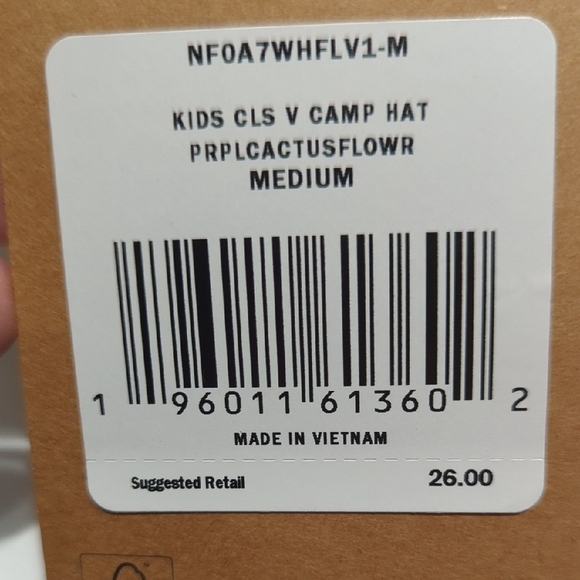 NF0A7WHFLV1-M
KIDS CLS V CAMP HAT
PRPLCACTUSFLOWR
MEDIUM
1 96011 61360 2
MADE IN VIETNAM
Suggested Retail 26.00